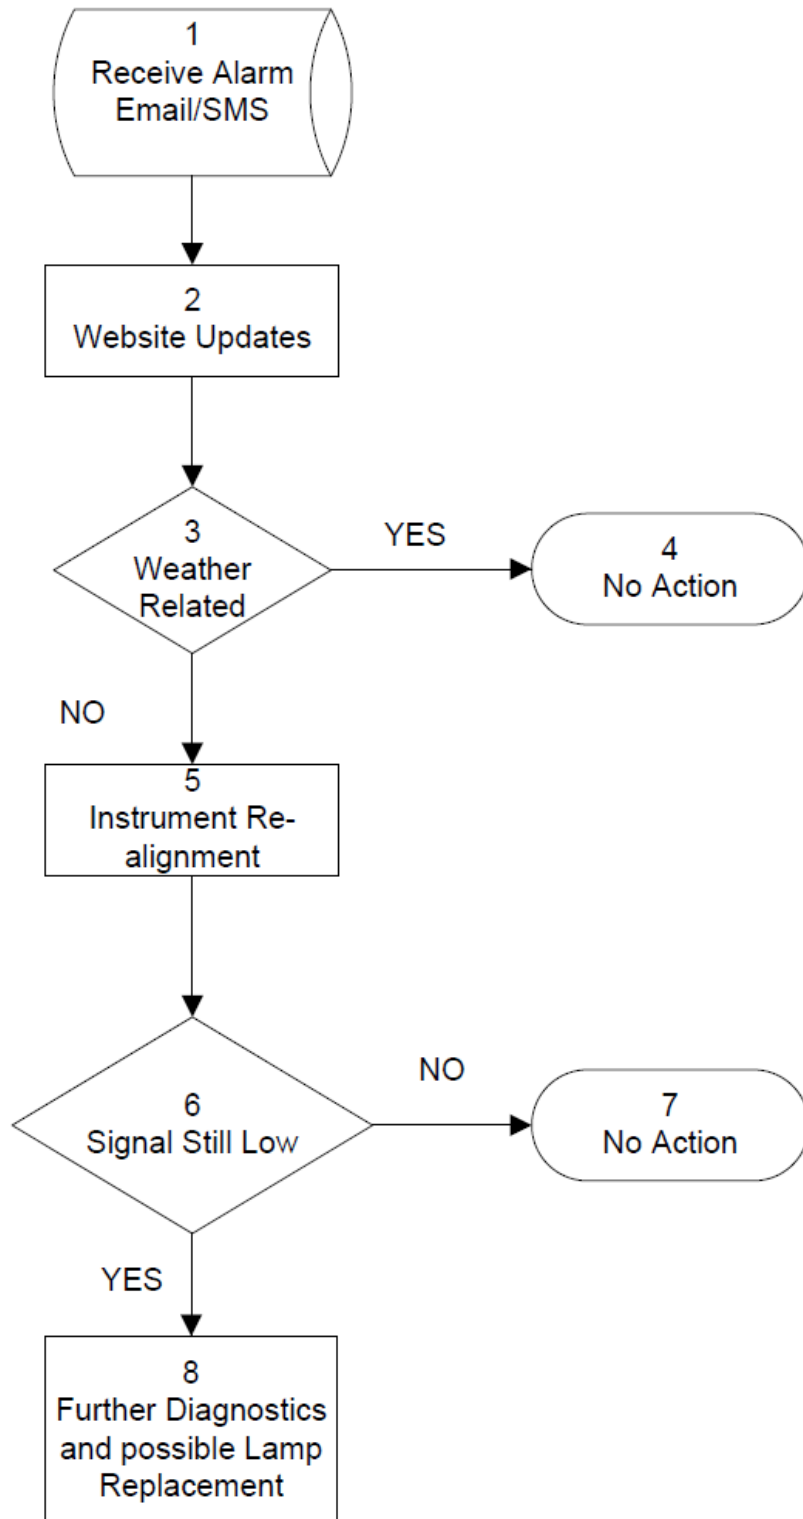 1
Receive Alarm
Email/SMS
2
Website Updates
3
Weather
Related
YES
4
No Action
NO
5
Instrument Re-
alignment
6
Signal Still Low
NO
7
No Action
YES
8
Further Diagnostics
and possible Lamp
Replacement